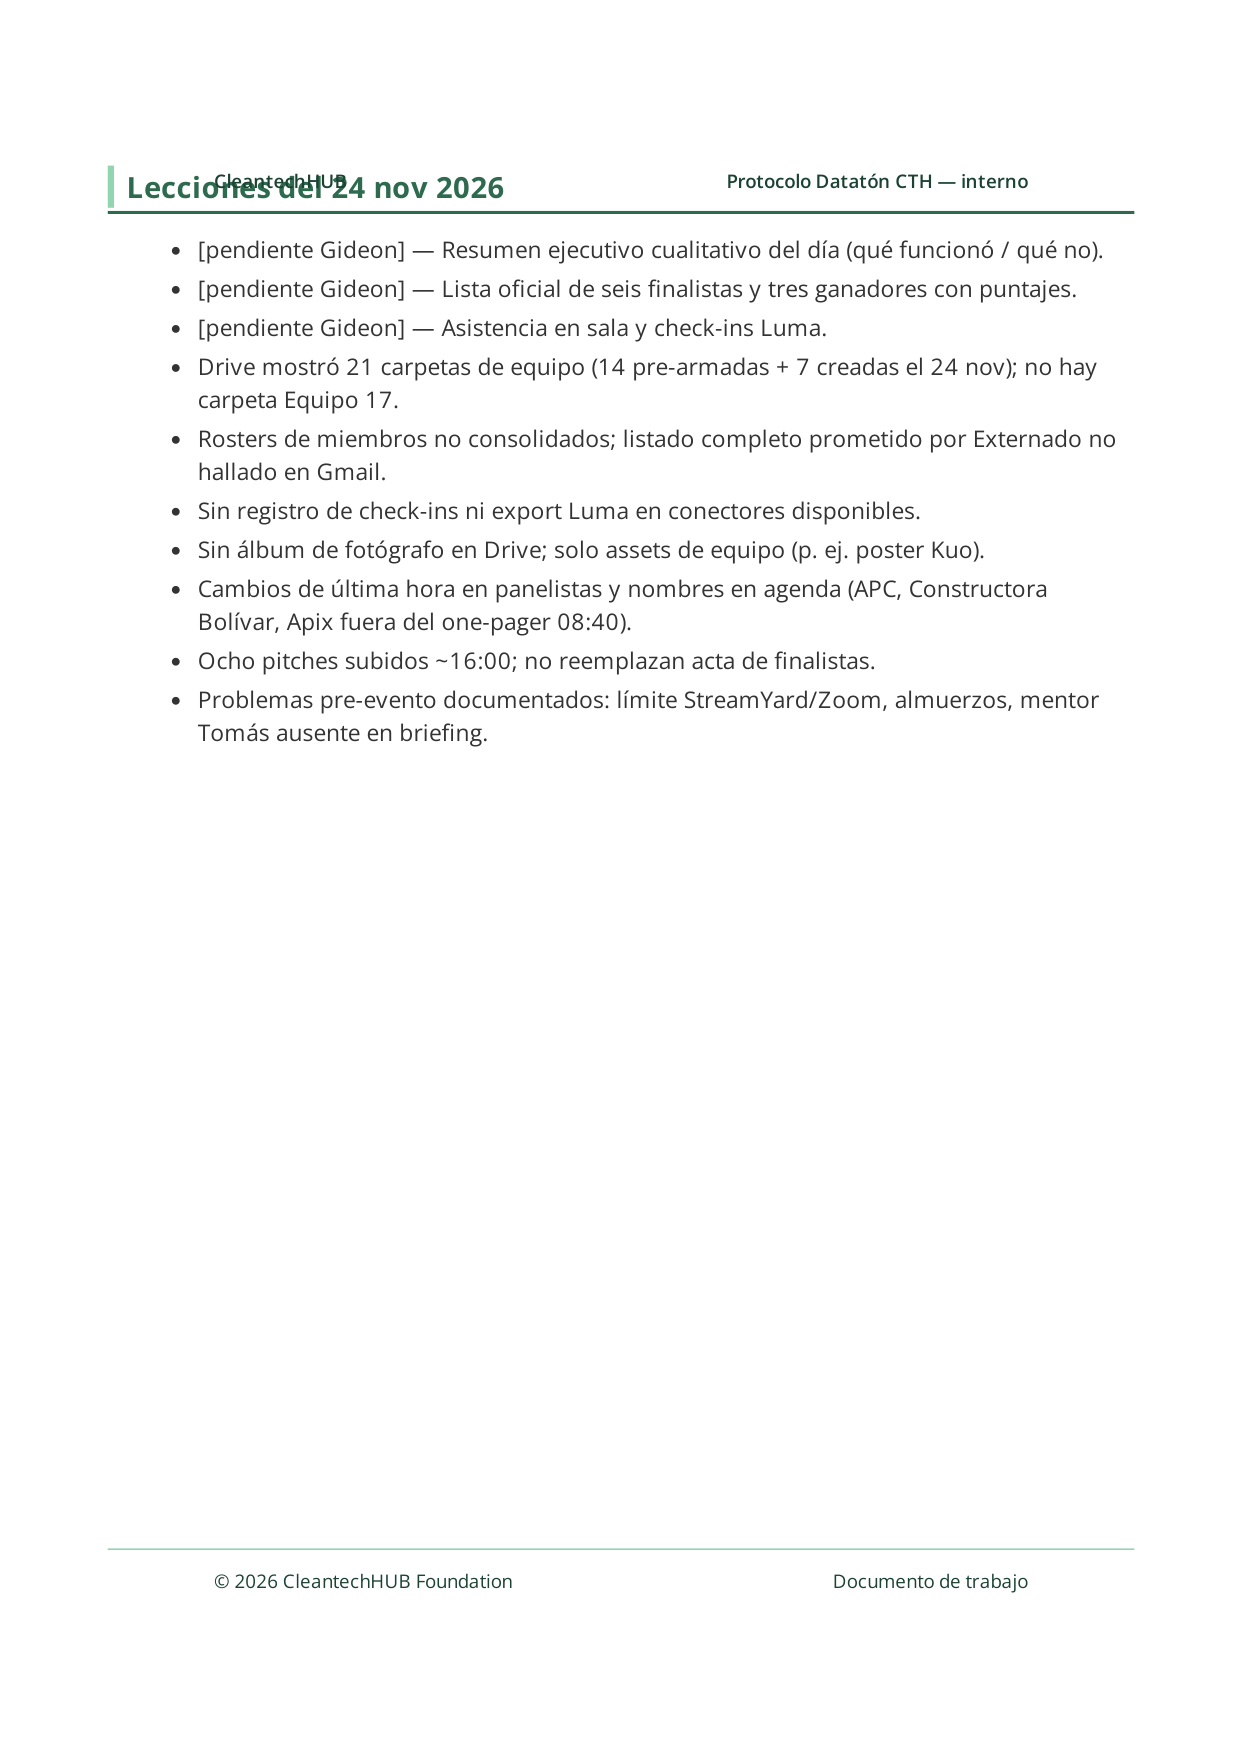 CleantechHUB
Protocolo Datatón CTH — interno
Lecciones del 24 nov 2026
• [pendiente Gideon] — Resumen ejecutivo cualitativo del día (qué funcionó / qué no).
• [pendiente Gideon] — Lista oficial de seis finalistas y tres ganadores con puntajes.
• [pendiente Gideon] — Asistencia en sala y check-ins Luma.
• Drive mostró 21 carpetas de equipo (14 pre-armadas + 7 creadas el 24 nov); no hay
carpeta Equipo 17.
• Rosters de miembros no consolidados; listado completo prometido por Externado no
hallado en Gmail.
• Sin registro de check-ins ni export Luma en conectores disponibles.
• Sin álbum de fotógrafo en Drive; solo assets de equipo (p. ej. poster Kuo).
• Cambios de última hora en panelistas y nombres en agenda (APC, Constructora
Bolívar, Apix fuera del one-pager 08:40).
• Ocho pitches subidos ~16:00; no reemplazan acta de finalistas.
• Problemas pre-evento documentados: límite StreamYard/Zoom, almuerzos, mentor
Tomás ausente en briefing.
© 2026 CleantechHUB Foundation
Documento de trabajo